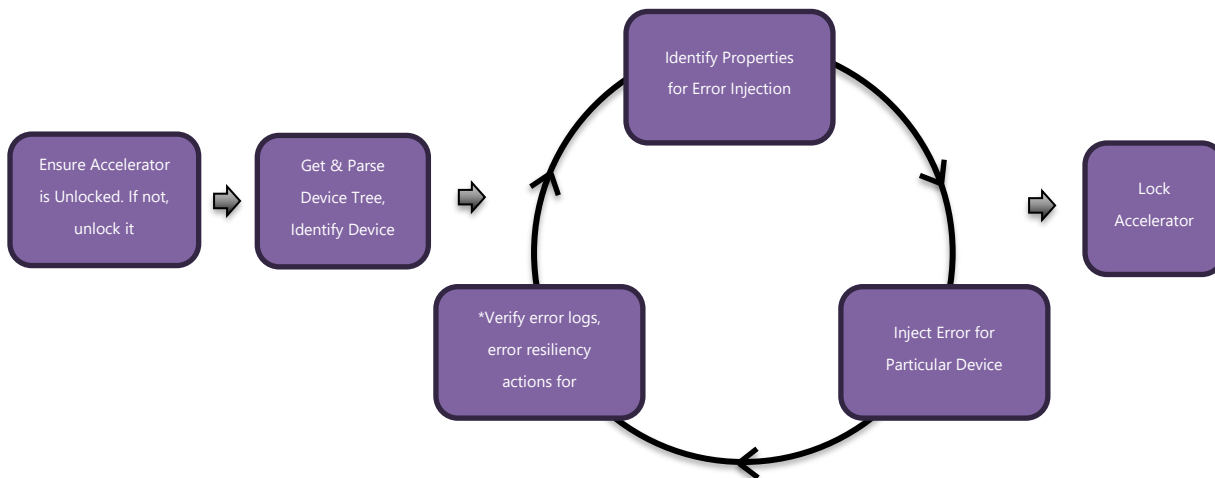 Ensure Accelerator
is Unlocked. If not,
unlock it
Get & Parse
Device Tree,
Identify Device
Identify Properties
for Error Injection
Inject Error for
Particular Device
*Verify error logs,
error resiliency
actions for
Lock
Accelerator